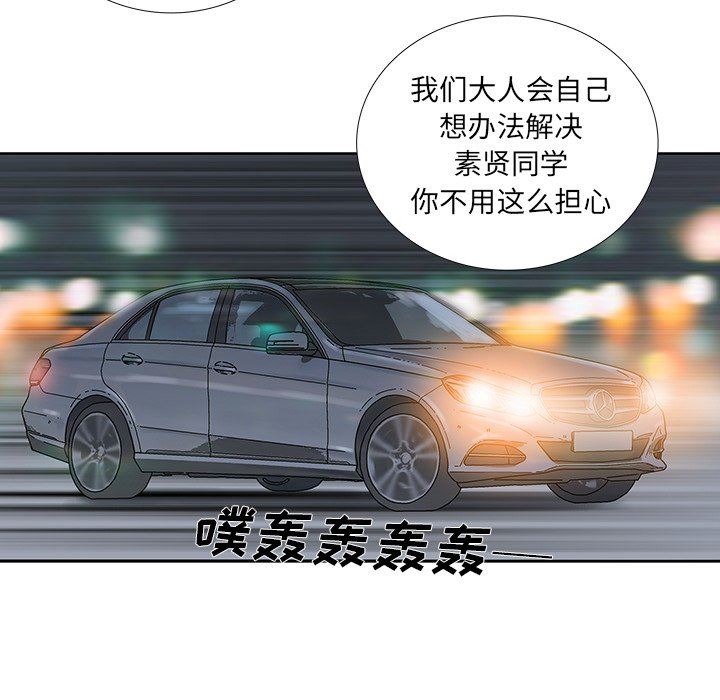 我们大人会自己
想办法解决
素贤同学
你不用这么担心
噗轰轰轰轰—